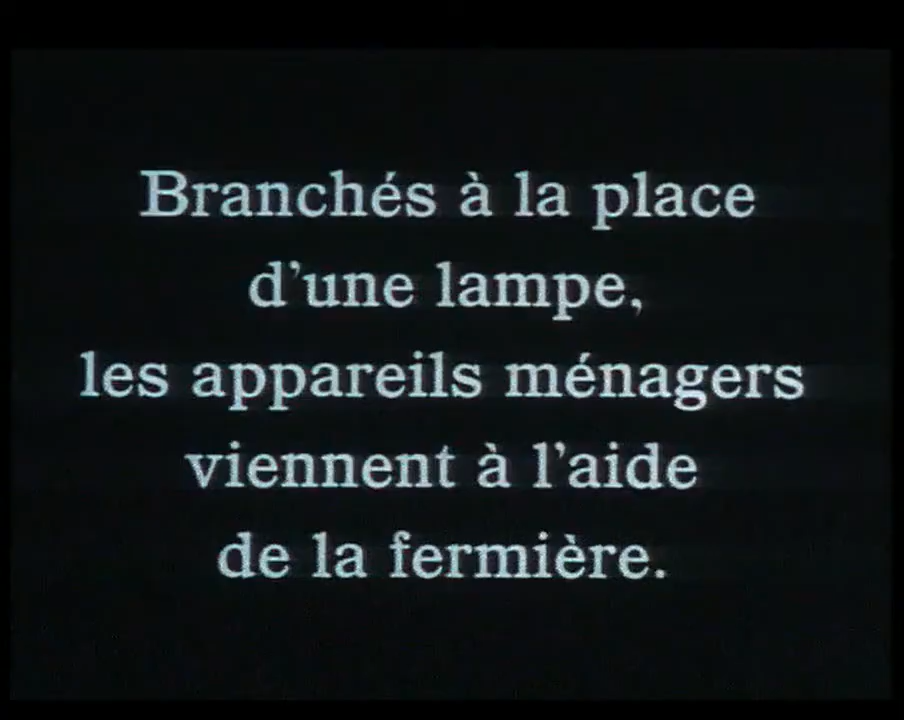 Branchés à la place
d'une lampe,
les appareils ménagers
viennent à l'aide
de la fermière.